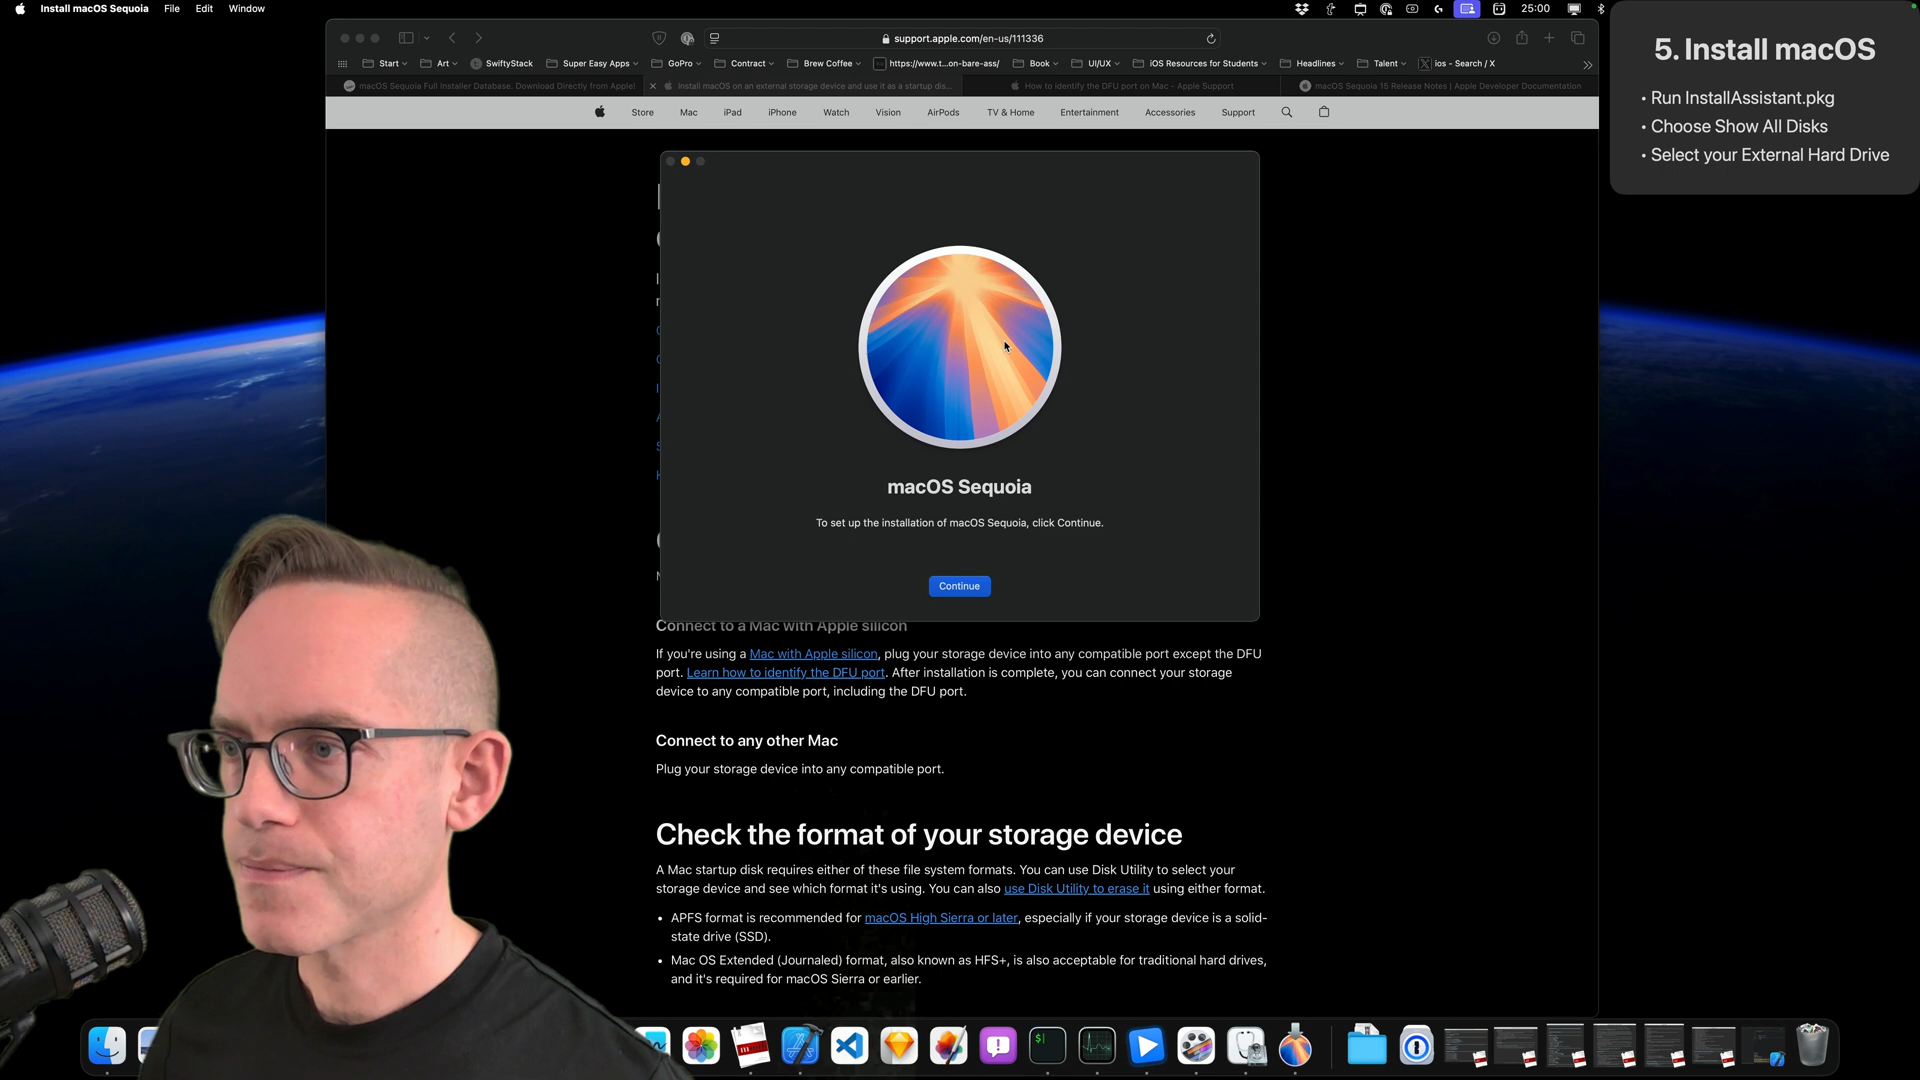 Install macOS Sequoia File Edit Window
25:00
support.apple.com/en-us/111336
Start Art SwiftyStack Super Easy Apps GoPro Contract Brew Coffee https://www.t...on-bare-ass/ Book UI/UX iOS Resources for Students Headlines Talent ios - Search / X
macOS Sequoia Full Installer Database. Download Directly from Apple!
Install macOS on an external storage device and use it as a startup dis...
How to identify the DFU port on Mac - Apple Support
macOS Sequoia 15 Release Notes | Apple Developer Documentation
Store Mac iPad iPhone Watch Vision AirPods TV & Home Entertainment Accessories Support
5. Install macOS
• Run InstallAssistant.pkg
• Choose Show All Disks
• Select your External Hard Drive
macOS Sequoia
To set up the installation of macOS Sequoia, click Continue.
Continue
Connect to a Mac with Apple silicon
If you're using a Mac with Apple silicon, plug your storage device into any compatible port except the DFU
port. Learn how to identify the DFU port. After installation is complete, you can connect your storage
device to any compatible port, including the DFU port.
Connect to any other Mac
Plug your storage device into any compatible port.
Check the format of your storage device
A Mac startup disk requires either of these file system formats. You can use Disk Utility to select your
storage device and see which format it's using. You can also use Disk Utility to erase it using either format.
• APFS format is recommended for macOS High Sierra or later, especially if your storage device is a solid-
state drive (SSD).
• Mac OS Extended (Journaled) format, also known as HFS+, is also acceptable for traditional hard drives,
and it's required for macOS Sierra or earlier.